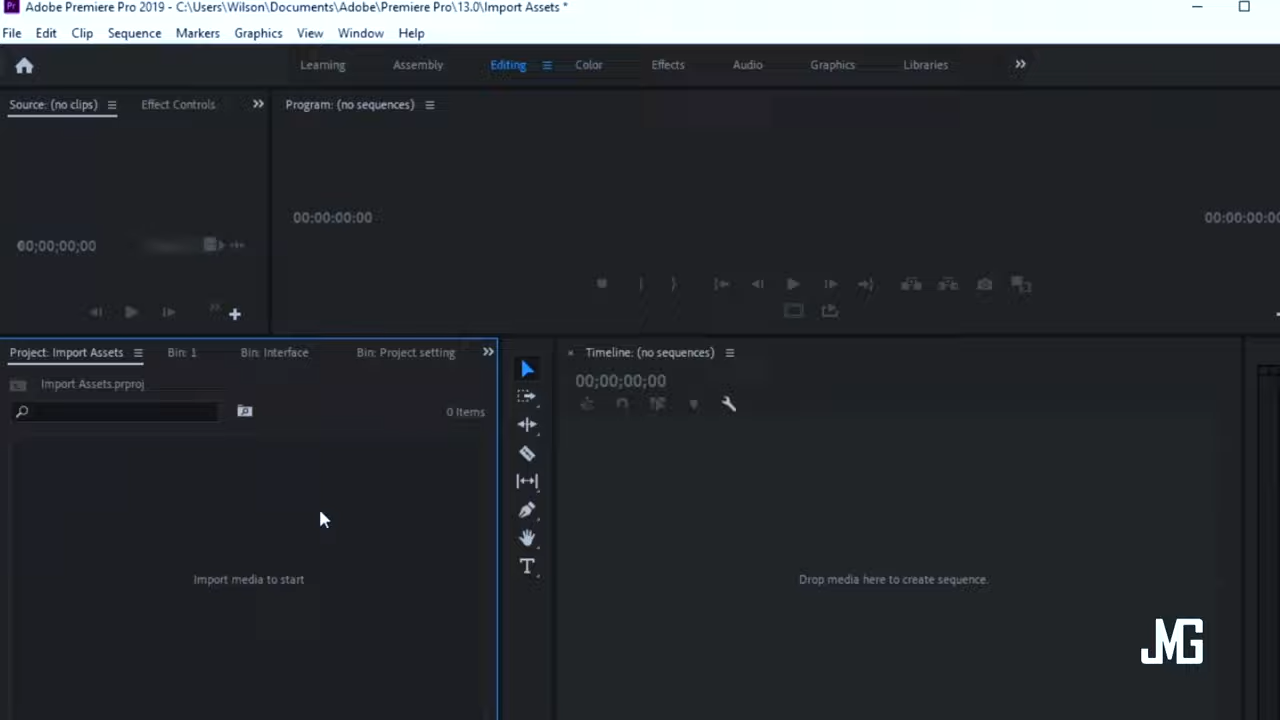 Adobe Premiere Pro 2019 - C:\Users\Wilson\Documents\Adobe\Premiere Pro\13.0\Import Assets *
File Edit Clip Sequence Markers Graphics View Window Help
Learning Assembly Editing Color Effects Audio Graphics Libraries
Source: (no clips) Effect Controls Program: (no sequences)
00:00:00:00 00:00:00:00
00;00;00;00
Project: Import Assets Bin: 1 Bin: Interface Bin: Project setting Timeline: (no sequences)
Import Assets.prproj 00;00;00;00
0 Items
Import media to start Drop media here to create sequence.
JMG